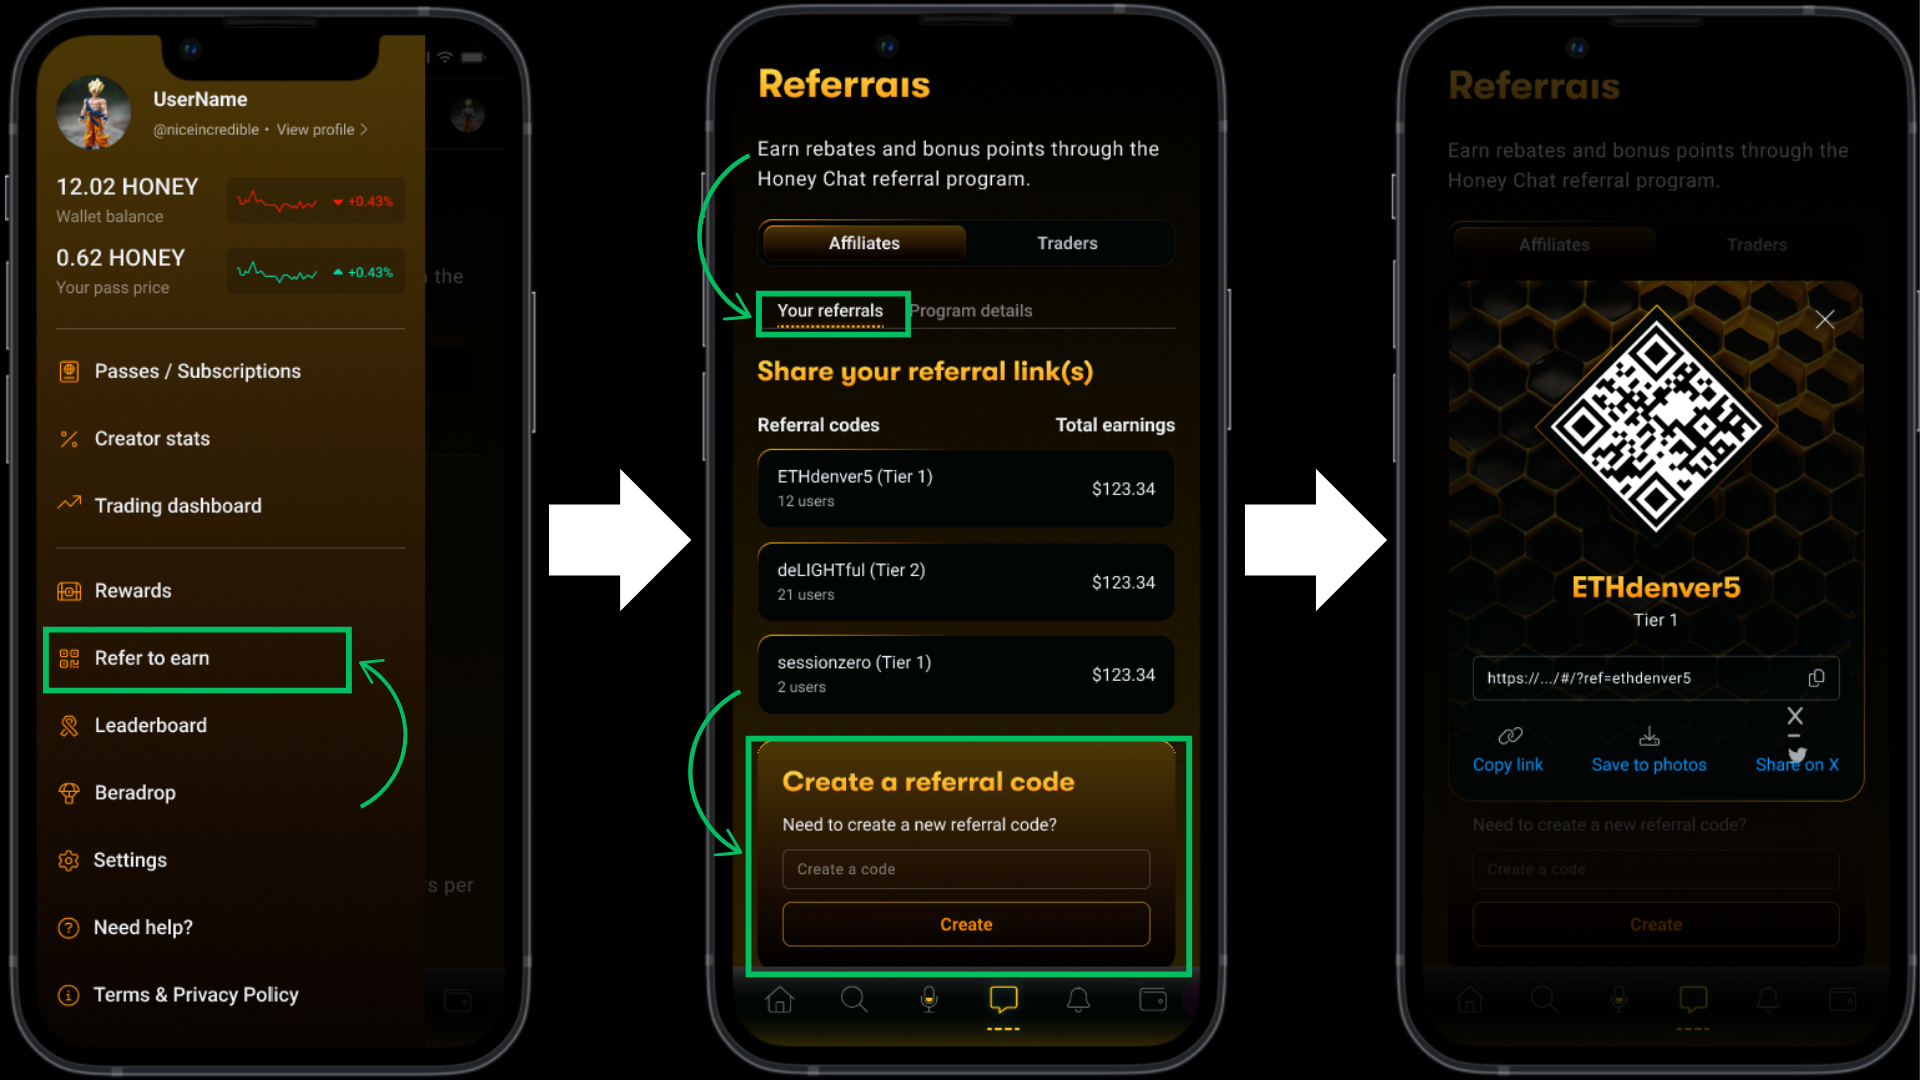 UserName
@niceincredible • View profile
12.02 HONEY
Wallet balance
+0.43%
0.62 HONEY
Your pass price
+0.43%
Passes / Subscriptions
Creator stats
Trading dashboard
Rewards
Refer to earn
Leaderboard
Beradrop
Settings
Need help?
Terms & Privacy Policy
the
s per
Referrals
Earn rebates and bonus points through the
Honey Chat referral program.
Affiliates
Traders
Your referrals
Program details
Share your referral link(s)
Referral codes
Total earnings
ETHdenver5 (Tier 1)
12 users
$123.34
deLIGHTful (Tier 2)
21 users
$123.34
sessionzero (Tier 1)
2 users
$123.34
Create a referral code
Need to create a new referral code?
Create a code
Create
Referrals
Earn rebates and bonus points through the
Honey Chat referral program.
Affiliates
Traders
ETHdenver5
Tier 1
https://.../#/?ref=ethdenver5
Copy link
Save to photos
Share on X
Need to create a new referral code?
Create a code
Create